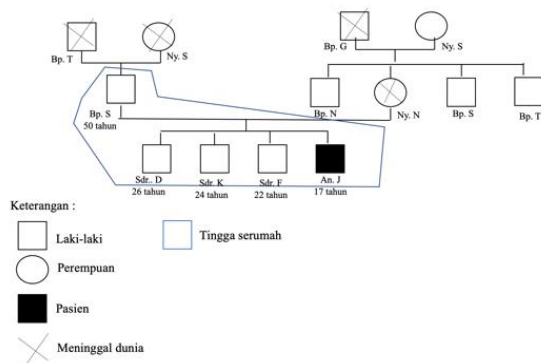 Bp. T
Ny. S
Bp. G
Ny. S
Bp. S
50 tahun
Bp. N
Ny. N
Bp. S
Bp. T
Sdr.. D
26 tahun
Sdr. K
24 tahun
Sdr. F
22 tahun
An. J
17 tahun
Keterangan :
Laki-laki
Tingga serumah
Perempuan
Pasien
Meninggal dunia